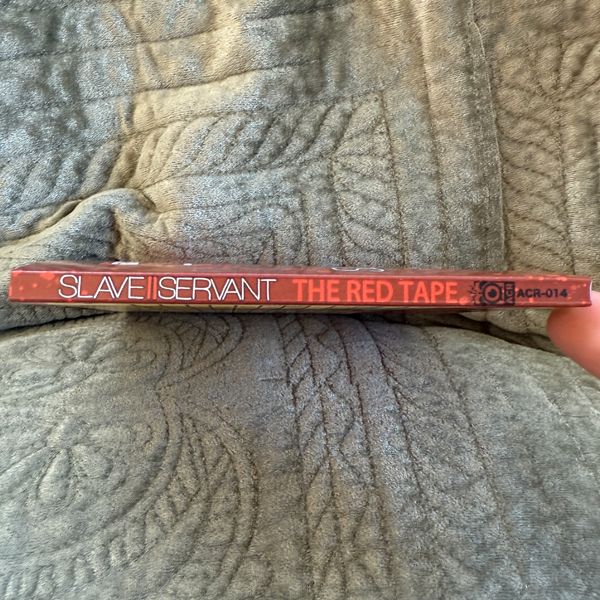 SLAVE||SERVANT THE RED TAPE. ACR-014